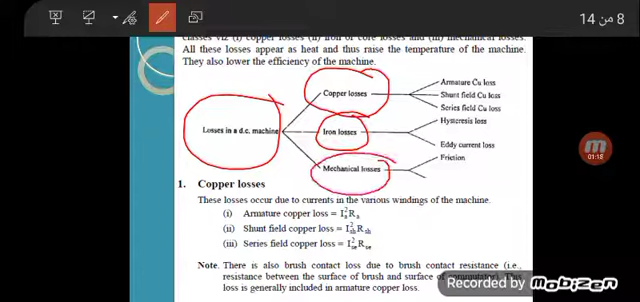 8 من 14
classes viz (i) copper losses (ii) iron or core losses and (iii) mechanical losses.
All these losses appear as heat and thus raise the temperature of the machine.
They also lower the efficiency of the machine.
Losses in a d.c. machine
Copper losses
Armature Cu loss
Shunt field Cu loss
Series field Cu loss
Iron losses
Hysteresis loss
Eddy current loss
Mechanical losses
Friction
01:18
1. Copper losses
These losses occur due to currents in the various windings of the machine.
(i) Armature copper loss = I²ₐRₐ
(ii) Shunt field copper loss = I²shRsh
(iii) Series field copper loss = I²seRse
Note. There is also brush contact loss due to brush contact resistance (i.e.,
resistance between the surface of brush and surface of commutator). This
loss is generally included in armature copper loss.
Recorded by mobizen